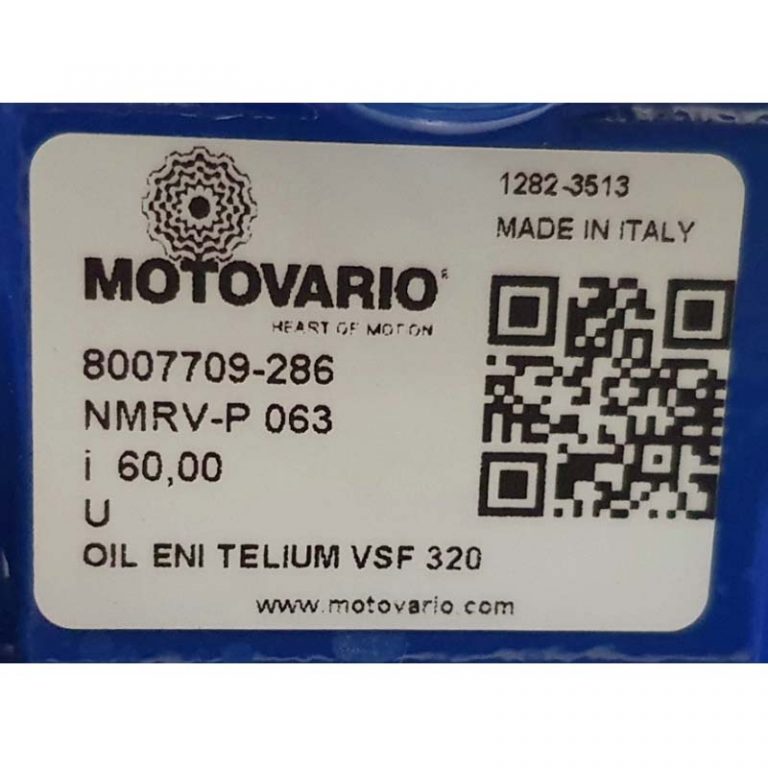 1282-3513
MADE IN ITALY
MOTOVARIO®
HEART OF MOTION
8007709-286
NMRV-P 063
i 60,00
U
OIL ENI TELIUM VSF 320
www.motovario.com